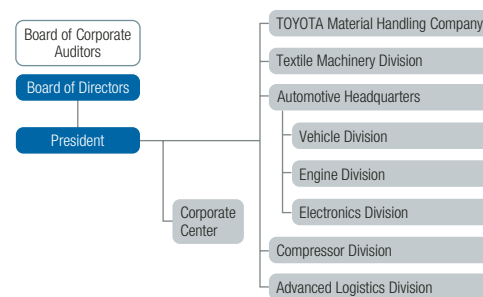 Board of Corporate
Auditors
Board of Directors
President
Corporate
Center
TOYOTA Material Handling Company
Textile Machinery Division
Automotive Headquarters
Vehicle Division
Engine Division
Electronics Division
Compressor Division
Advanced Logistics Division